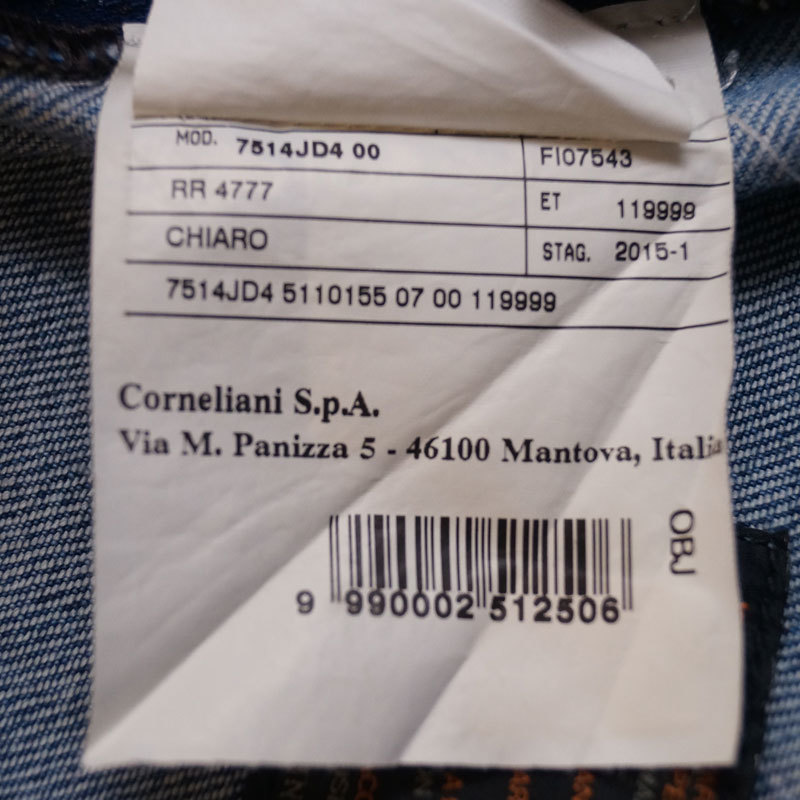 MOD. 7514JD4 00 FI07543
RR 4777 ET 119999
CHIARO STAG. 2015-1
7514JD4 5110155 07 00 119999
Corneliani S.p.A.
Via M. Panizza 5 - 46100 Mantova, Italia
OBJ
9 990002 512506